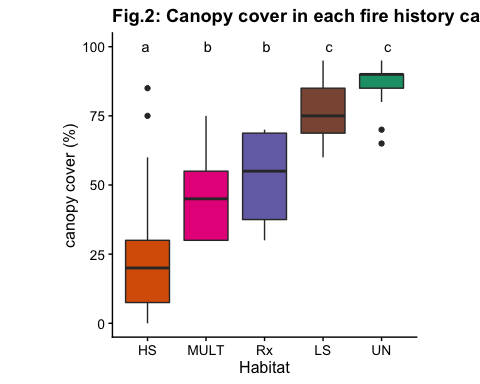 Fig.2: Canopy cover in each fire history ca
100
75
50
25
0
canopy cover (%)
a b b c c
HS MULT Rx LS UN
Habitat